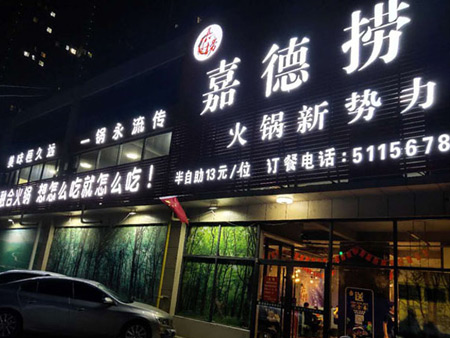 嘉德捞
火锅新势力
美味恒久远
一锅永流传
融合火锅 想怎么吃就怎么吃！
半自助13元/位 订餐电话：5115678